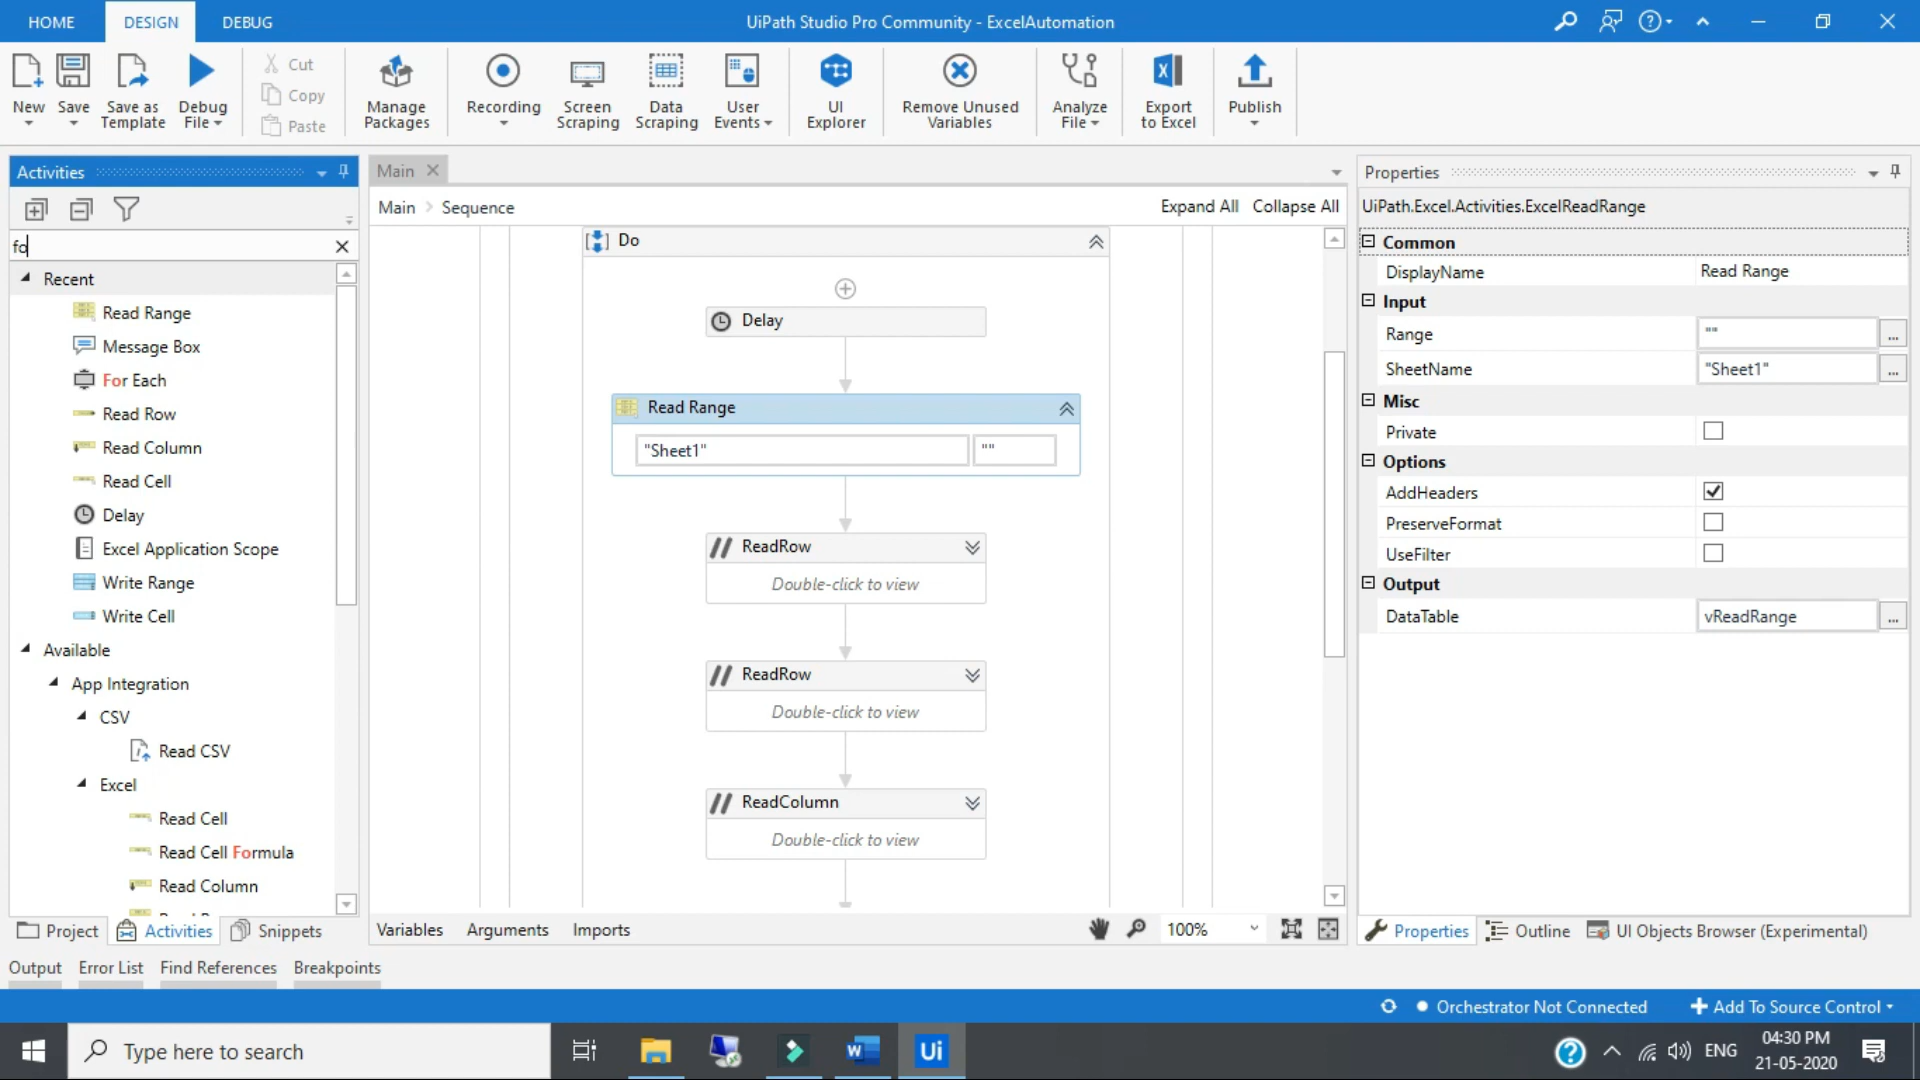 HOME
DESIGN
DEBUG
UiPath Studio Pro Community - ExcelAutomation
New
Save
Save as Template
Debug File
Cut
Copy
Paste
Manage Packages
Recording
Screen Scraping
Data Scraping
User Events
UI Explorer
Remove Unused Variables
Analyze File
Export to Excel
Publish
Activities
fo
Recent
Read Range
Message Box
For Each
Read Row
Read Column
Read Cell
Delay
Excel Application Scope
Write Range
Write Cell
Available
App Integration
CSV
Read CSV
Excel
Read Cell
Read Cell Formula
Read Column
Project
Activities
Snippets
Main
Main > Sequence
Expand All
Collapse All
Do
Delay
Read Range
"Sheet1"
""
ReadRow
Double-click to view
ReadRow
Double-click to view
ReadColumn
Double-click to view
Variables
Arguments
Imports
100%
Properties
UiPath.Excel.Activities.ExcelReadRange
Common
DisplayName
Read Range
Input
Range
""
...
SheetName
"Sheet1"
...
Misc
Private
Options
AddHeaders
PreserveFormat
UseFilter
Output
DataTable
vReadRange
...
Properties
Outline
UI Objects Browser (Experimental)
Output
Error List
Find References
Breakpoints
Orchestrator Not Connected
Add To Source Control
Type here to search
Ui
ENG
04:30 PM
21-05-2020